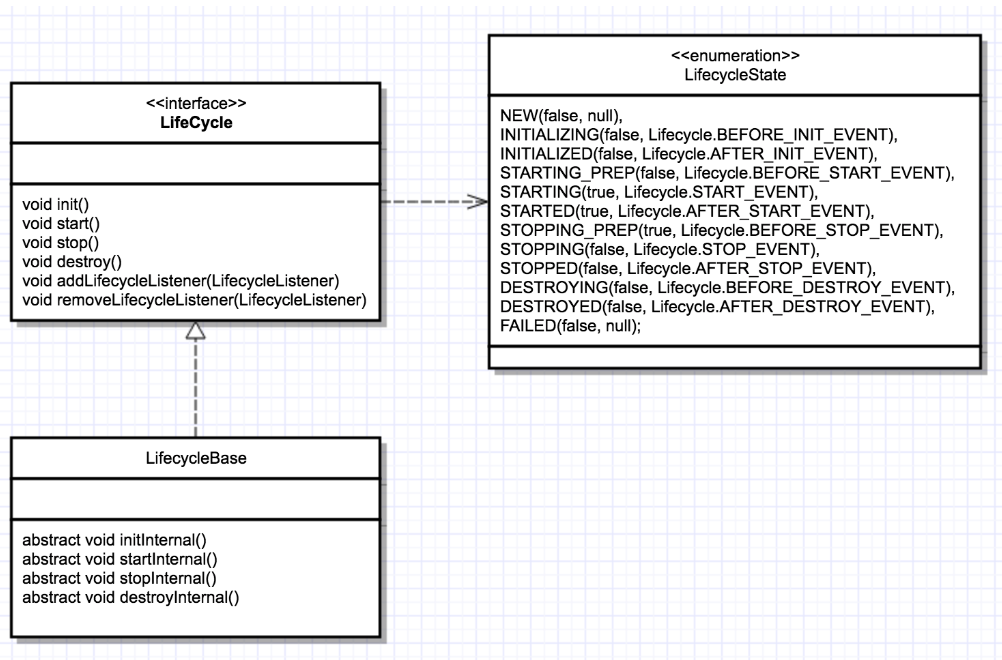 <<interface>>
LifeCycle
void init()
void start()
void stop()
void destroy()
void addLifecycleListener(LifecycleListener)
void removeLifecycleListener(LifecycleListener)
<<enumeration>>
LifecycleState
NEW(false, null),
INITIALIZING(false, Lifecycle.BEFORE_INIT_EVENT),
INITIALIZED(false, Lifecycle.AFTER_INIT_EVENT),
STARTING_PREP(false, Lifecycle.BEFORE_START_EVENT),
STARTING(true, Lifecycle.START_EVENT),
STARTED(true, Lifecycle.AFTER_START_EVENT),
STOPPING_PREP(true, Lifecycle.BEFORE_STOP_EVENT),
STOPPING(false, Lifecycle.STOP_EVENT),
STOPPED(false, Lifecycle.AFTER_STOP_EVENT),
DESTROYING(false, Lifecycle.BEFORE_DESTROY_EVENT),
DESTROYED(false, Lifecycle.AFTER_DESTROY_EVENT),
FAILED(false, null);
LifecycleBase
abstract void initInternal()
abstract void startInternal()
abstract void stopInternal()
abstract void destroyInternal()